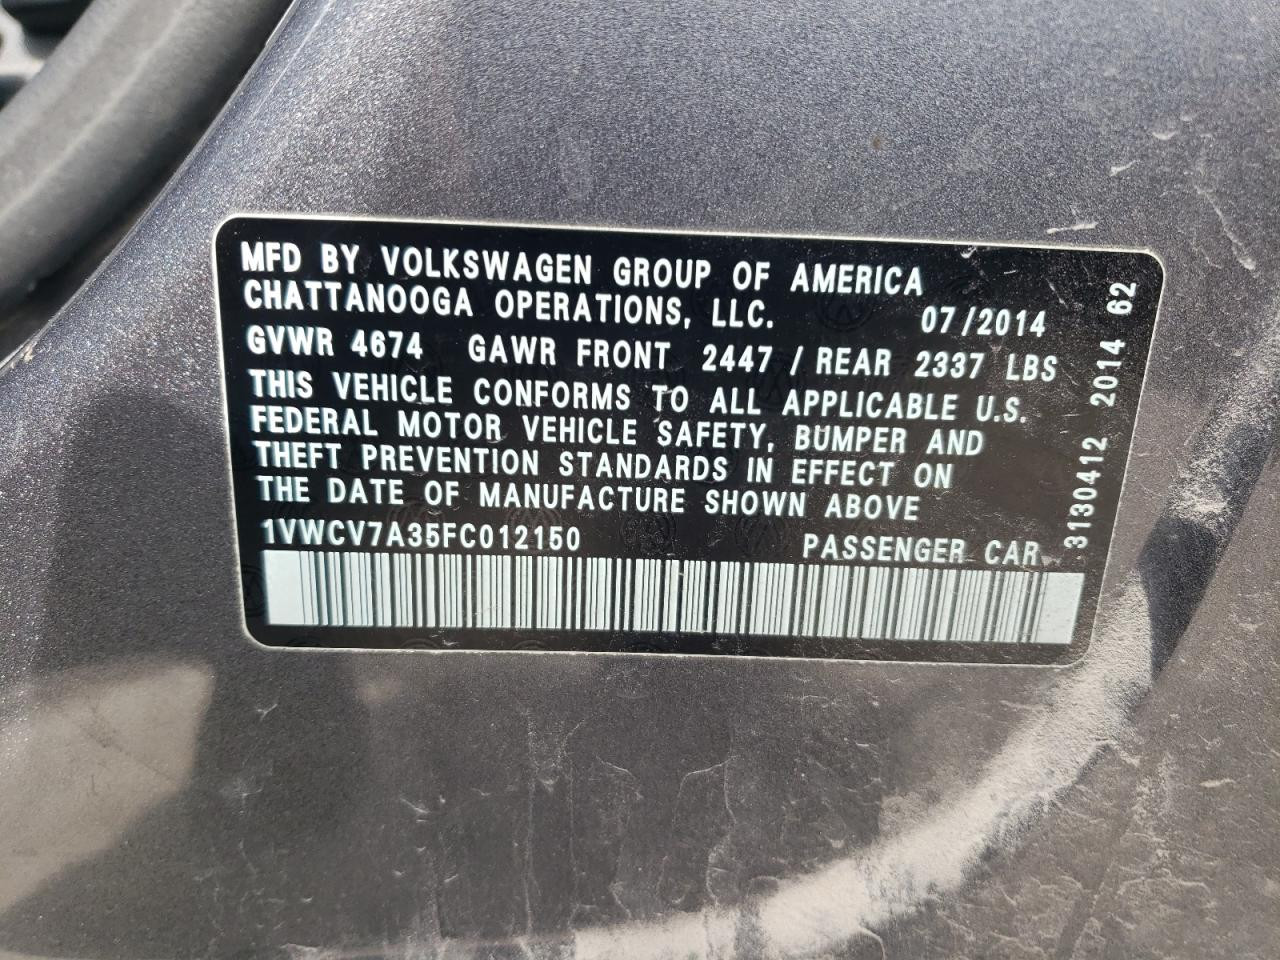 MFD BY VOLKSWAGEN GROUP OF AMERICA
CHATTANOOGA OPERATIONS, LLC. 07/2014
GVWR 4674 GAWR FRONT 2447 / REAR 2337 LBS
THIS VEHICLE CONFORMS TO ALL APPLICABLE U.S.
FEDERAL MOTOR VEHICLE SAFETY, BUMPER AND
THEFT PREVENTION STANDARDS IN EFFECT ON
THE DATE OF MANUFACTURE SHOWN ABOVE
1VWCV7A35FC012150 PASSENGER CAR
3130412 2014 62